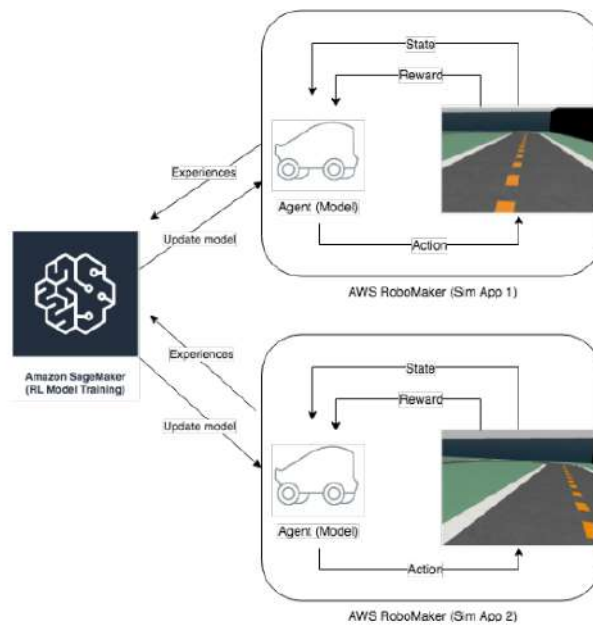 State
Reward
Experiences
Agent (Model)
Update model
Action
AWS RoboMaker (Sim App 1)
Amazon SageMaker
(RL Model Training)
Experiences
State
Reward
Update model
Agent (Model)
Action
AWS RoboMaker (Sim App 2)